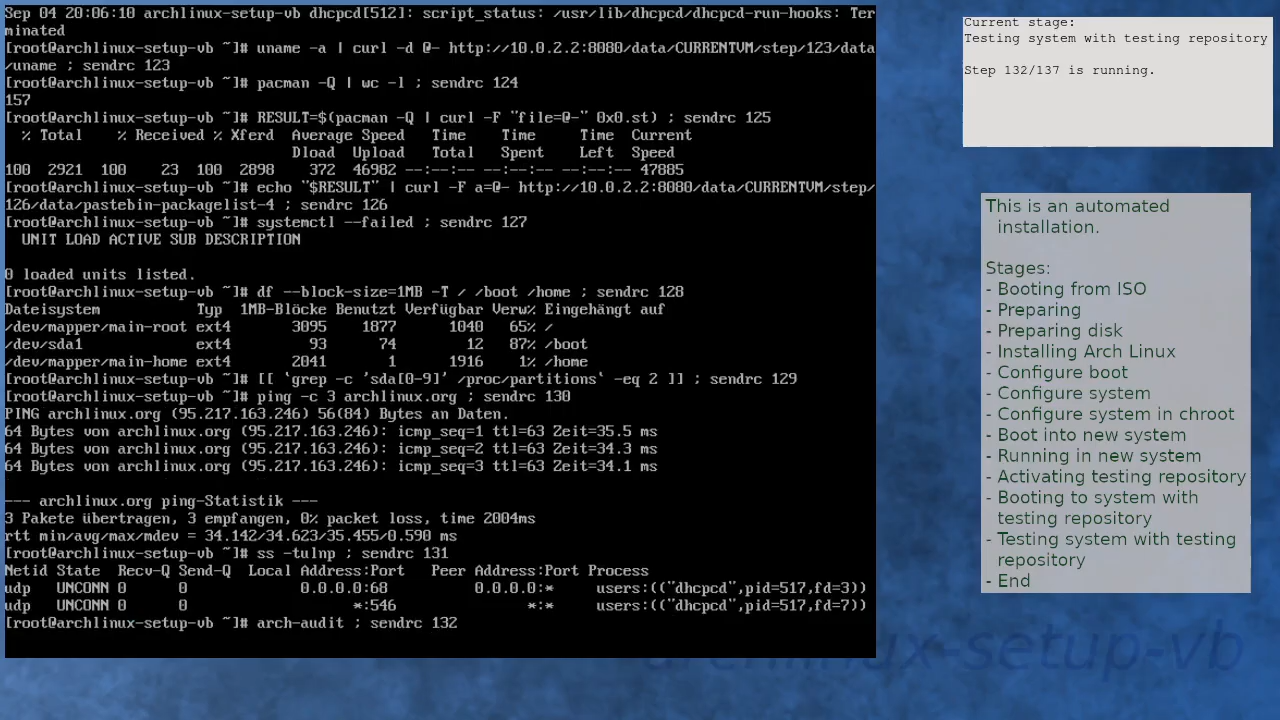 Sep 04 20:06:10 archlinux-setup-vb dhcpcd[512]: script_status: /usr/lib/dhcpcd/dhcpcd-run-hooks: Ter
minated
[root@archlinux-setup-vb ~]# uname -a | curl -d @- http://10.0.2.2:8080/data/CURRENTVM/step/123/data
/uname ; sendrc 123
[root@archlinux-setup-vb ~]# pacman -Q | wc -l ; sendrc 124
157
[root@archlinux-setup-vb ~]# RESULT=$(pacman -Q | curl -F "file=@-" 0x0.st) ; sendrc 125
  % Total    % Received % Xferd  Average Speed   Time    Time     Time  Current
                                 Dload  Upload   Total   Spent    Left  Speed
100  2921  100    23  100  2898    372  46982 --:--:-- --:--:-- --:--:-- 47885
[root@archlinux-setup-vb ~]# echo "$RESULT" | curl -F a=@- http://10.0.2.2:8080/data/CURRENTVM/step/
126/data/pastebin-packagelist-4 ; sendrc 126
[root@archlinux-setup-vb ~]# systemctl --failed ; sendrc 127
  UNIT LOAD ACTIVE SUB DESCRIPTION
0 loaded units listed.
[root@archlinux-setup-vb ~]# df --block-size=1MB -T / /boot /home ; sendrc 128
Dateisystem           Typ  1MB-Blöcke Benutzt Verfügbar Verw% Eingehängt auf
/dev/mapper/main-root ext4       3095    1877      1040   65% /
/dev/sda1             ext4         93      74        12   87% /boot
/dev/mapper/main-home ext4       2041       1      1916    1% /home
[root@archlinux-setup-vb ~]# [[ `grep -c 'sda[0-9]' /proc/partitions` -eq 2 ]] ; sendrc 129
[root@archlinux-setup-vb ~]# ping -c 3 archlinux.org ; sendrc 130
PING archlinux.org (95.217.163.246) 56(84) Bytes an Daten.
64 Bytes von archlinux.org (95.217.163.246): icmp_seq=1 ttl=63 Zeit=35.5 ms
64 Bytes von archlinux.org (95.217.163.246): icmp_seq=2 ttl=63 Zeit=34.3 ms
64 Bytes von archlinux.org (95.217.163.246): icmp_seq=3 ttl=63 Zeit=34.1 ms
--- archlinux.org ping-Statistik ---
3 Pakete übertragen, 3 empfangen, 0% packet loss, time 2004ms
rtt min/avg/max/mdev = 34.142/34.623/35.455/0.590 ms
[root@archlinux-setup-vb ~]# ss -tulnp ; sendrc 131
Netid State  Recv-Q Send-Q  Local Address:Port   Peer Address:Port Process
udp   UNCONN 0      0             0.0.0.0:68          0.0.0.0:*     users:(("dhcpcd",pid=517,fd=3))
udp   UNCONN 0      0                   *:546               *:*     users:(("dhcpcd",pid=517,fd=7))
[root@archlinux-setup-vb ~]# arch-audit ; sendrc 132
Current stage:
Testing system with testing repository
Step 132/137 is running.
This is an automated
installation.
Stages:
- Booting from ISO
- Preparing
- Preparing disk
- Installing Arch Linux
- Configure boot
- Configure system
- Configure system in chroot
- Boot into new system
- Running in new system
- Activating testing repository
- Booting to system with
testing repository
- Testing system with testing
repository
- End
archlinux-setup-vb